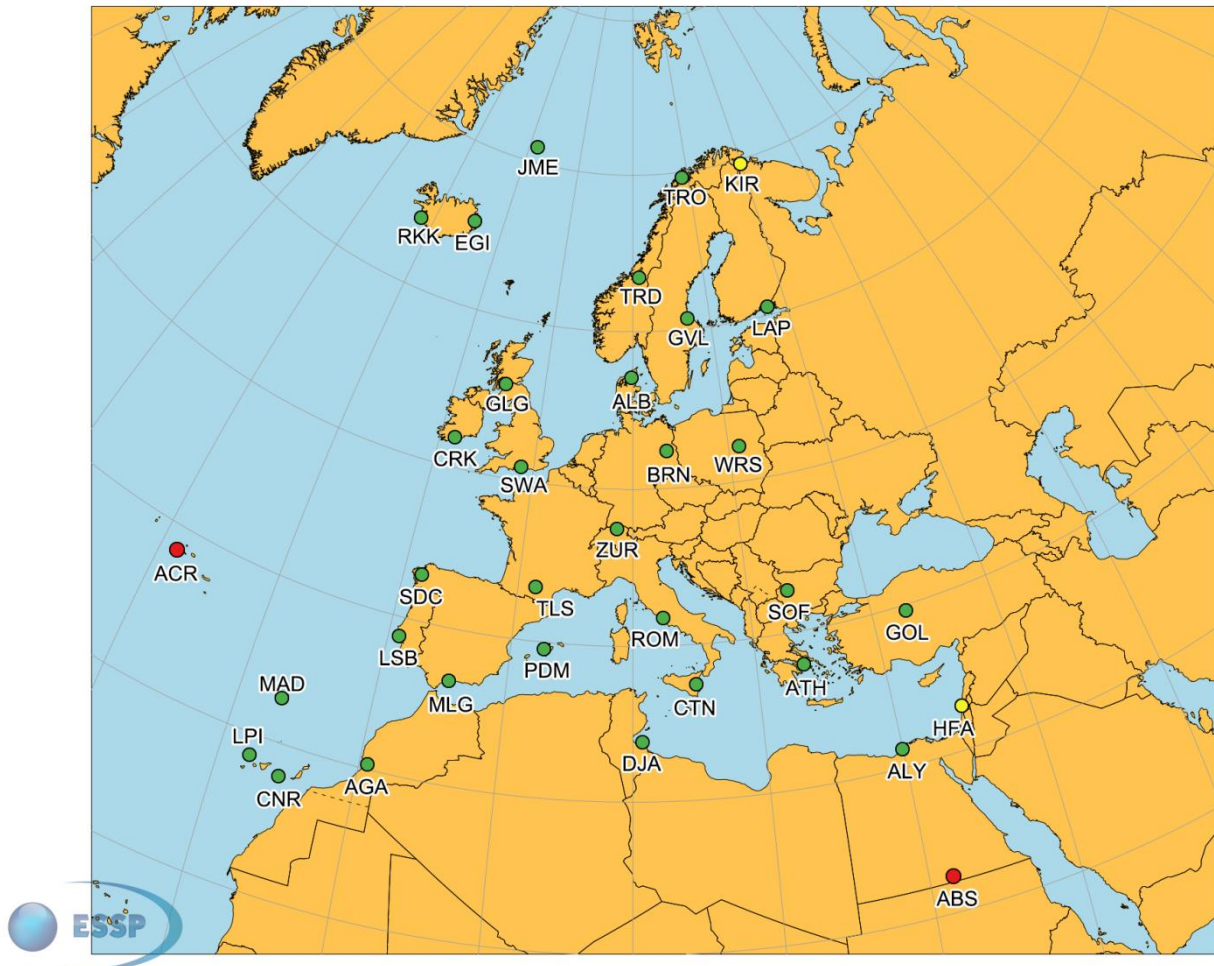 JME
TRO
KIR
RKK
EGI
TRD
GVL
LAP
GLG
ALB
CRK
SWA
BRN
WRS
ZUR
ACR
SDC
TLS
SOF
GOL
LSB
PDM
ROM
MAD
MLG
CTN
ATH
HFA
LPI
CNR
AGA
DJA
ALY
ABS
ESSP